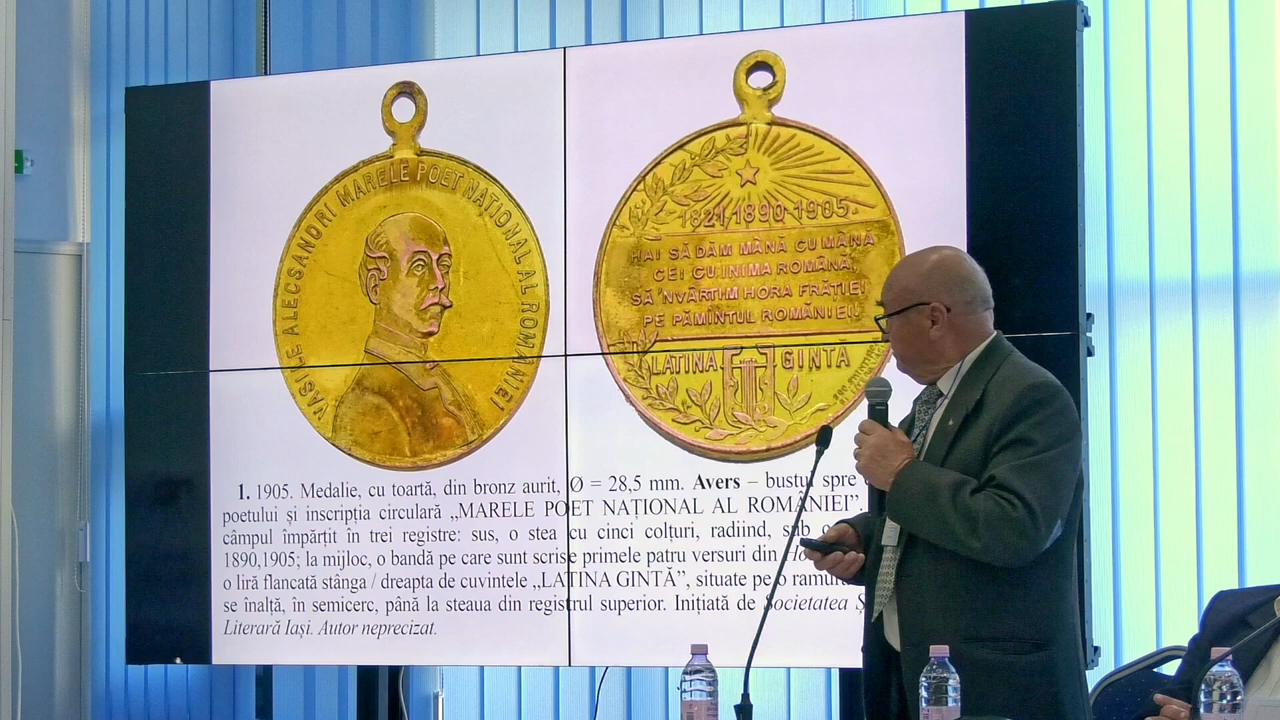 VASILE ALECSANDRI MARELE POET NAȚIONAL AL ROMANIEI
1821,1890,1905.
HAI SĂ DĂM MÂNĂ CU MÂNĂ
CEI CU INIMA ROMÂNĂ,
SĂ 'NVÂRTIM HORA FRĂȚIEI
PE PĂMÎNTUL ROMÂNIEI!
LATINA GINTĂ
1. 1905. Medalie, cu toartă, din bronz aurit, Ø = 28,5 mm. Avers – bustul spre
poetului și inscripția circulară „MARELE POET NAȚIONAL AL ROMÂNIEI”.
câmpul împărțit în trei registre: sus, o stea cu cinci colțuri, radiind, sub
1890,1905; la mijloc, o bandă pe care sunt scrise primele patru versuri din
o liră flancată stânga / dreapta de cuvintele „LATINA GINTĂ”, situate pe o
se înalță, în semicerc, până la steaua din registrul superior. Inițiată de Societatea
Literară Iași. Autor neprecizat.